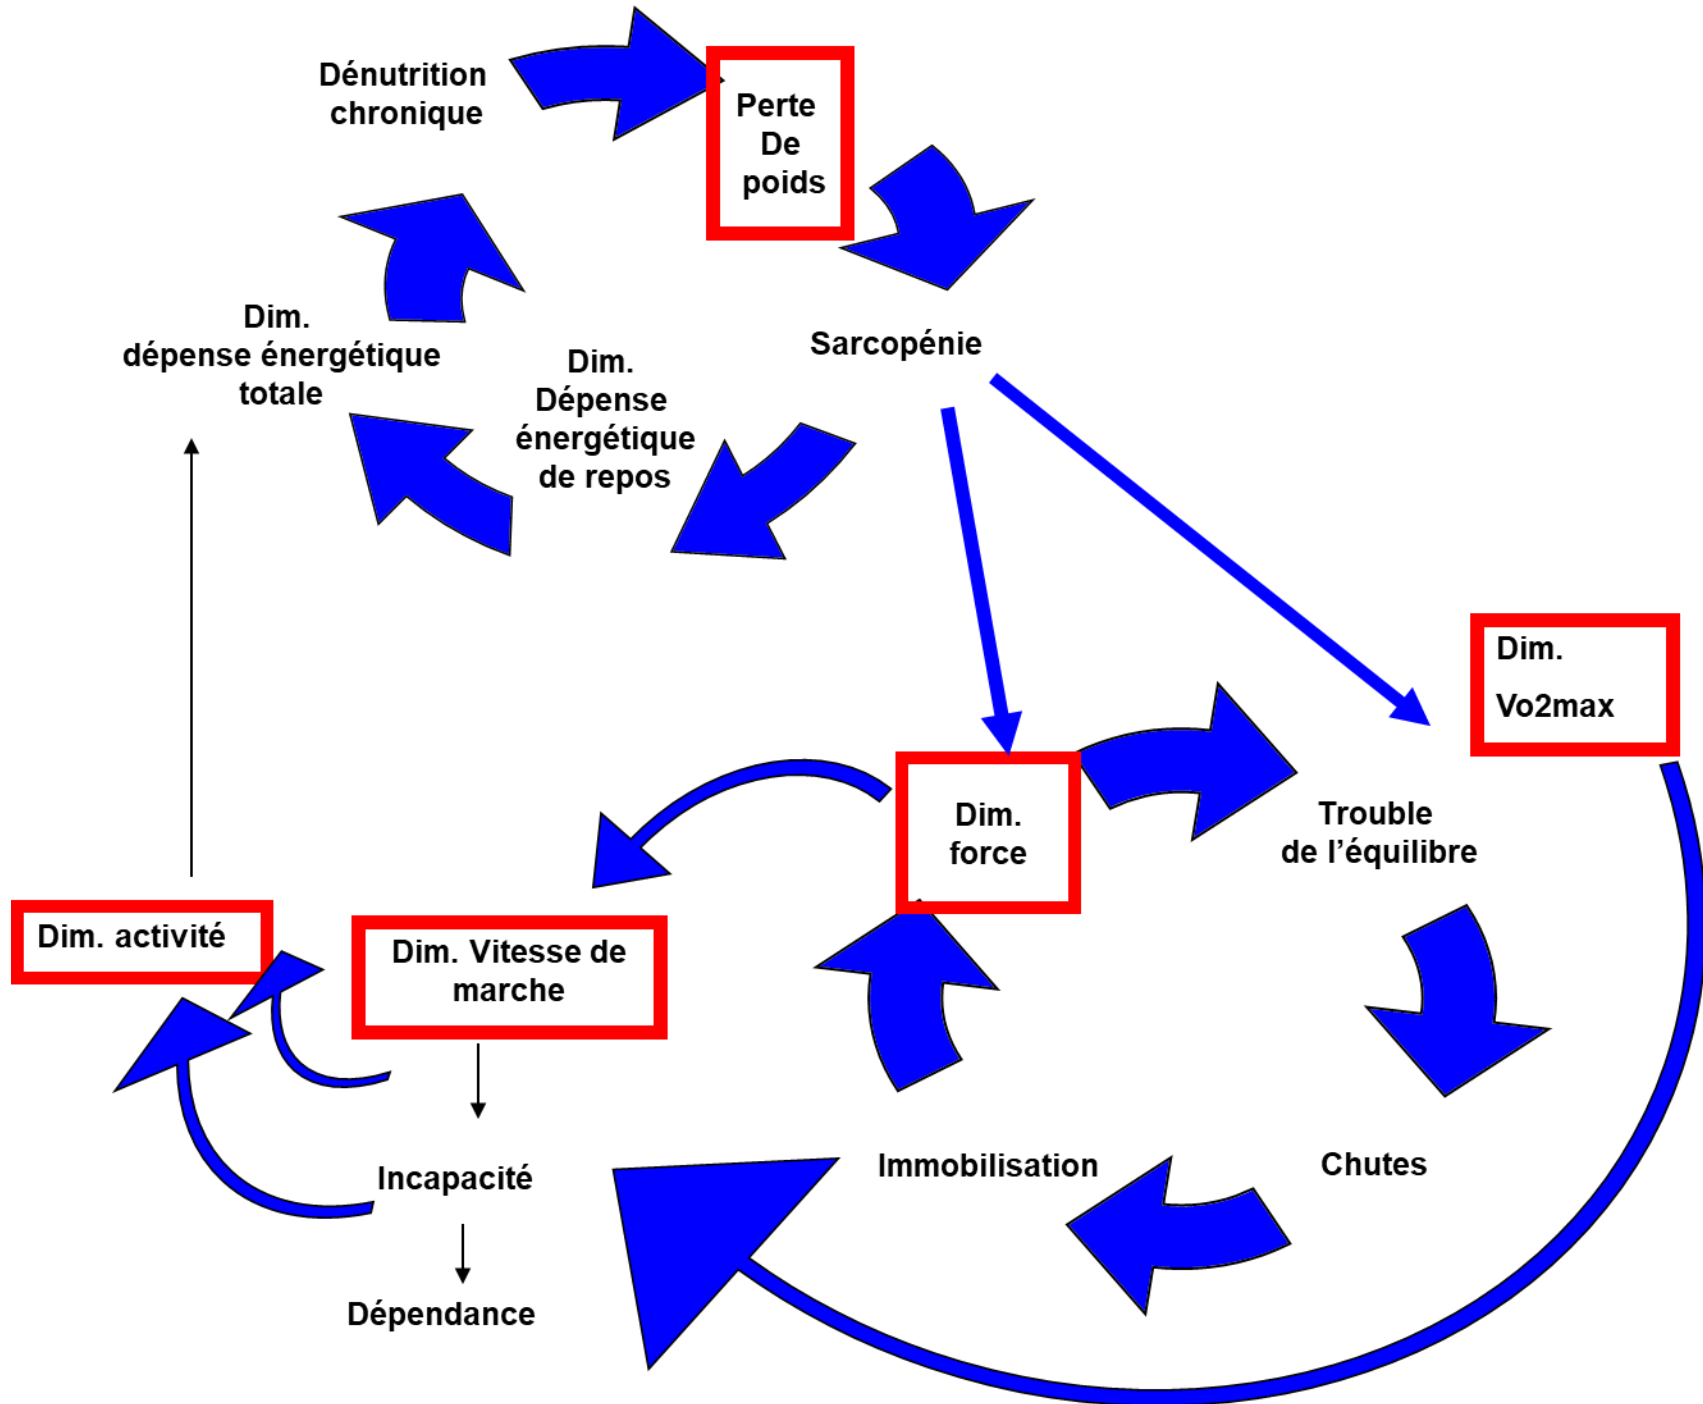 Dénutrition
chronique
Perte
De
poids
Dim.
dépense énergétique
totale
Dim.
Dépense
énergétique
de repos
Sarcopénie
Dim.
Vo2max
Dim.
force
Trouble
de l'équilibre
Dim. activité
Dim. Vitesse de
marche
Incapacité
Immobilisation
Chutes
Dépendance